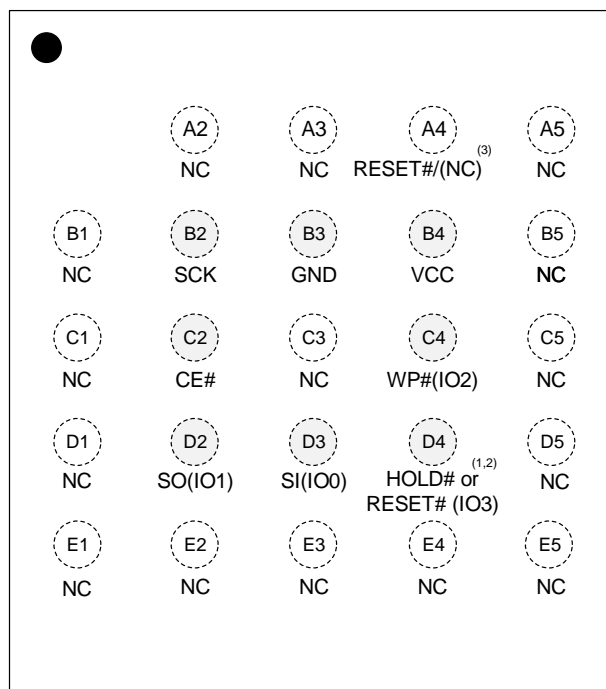 A2 A3 A4 A5
(3)
NC NC RESET#/(NC) NC
B1 B2 B3 B4 B5
NC SCK GND VCC NC
C1 C2 C3 C4 C5
NC CE# NC WP#(IO2) NC
D1 D2 D3 D4 D5
(1,2)
NC SO(IO1) SI(IO0) HOLD# or NC
RESET# (IO3)
E1 E2 E3 E4 E5
NC NC NC NC NC